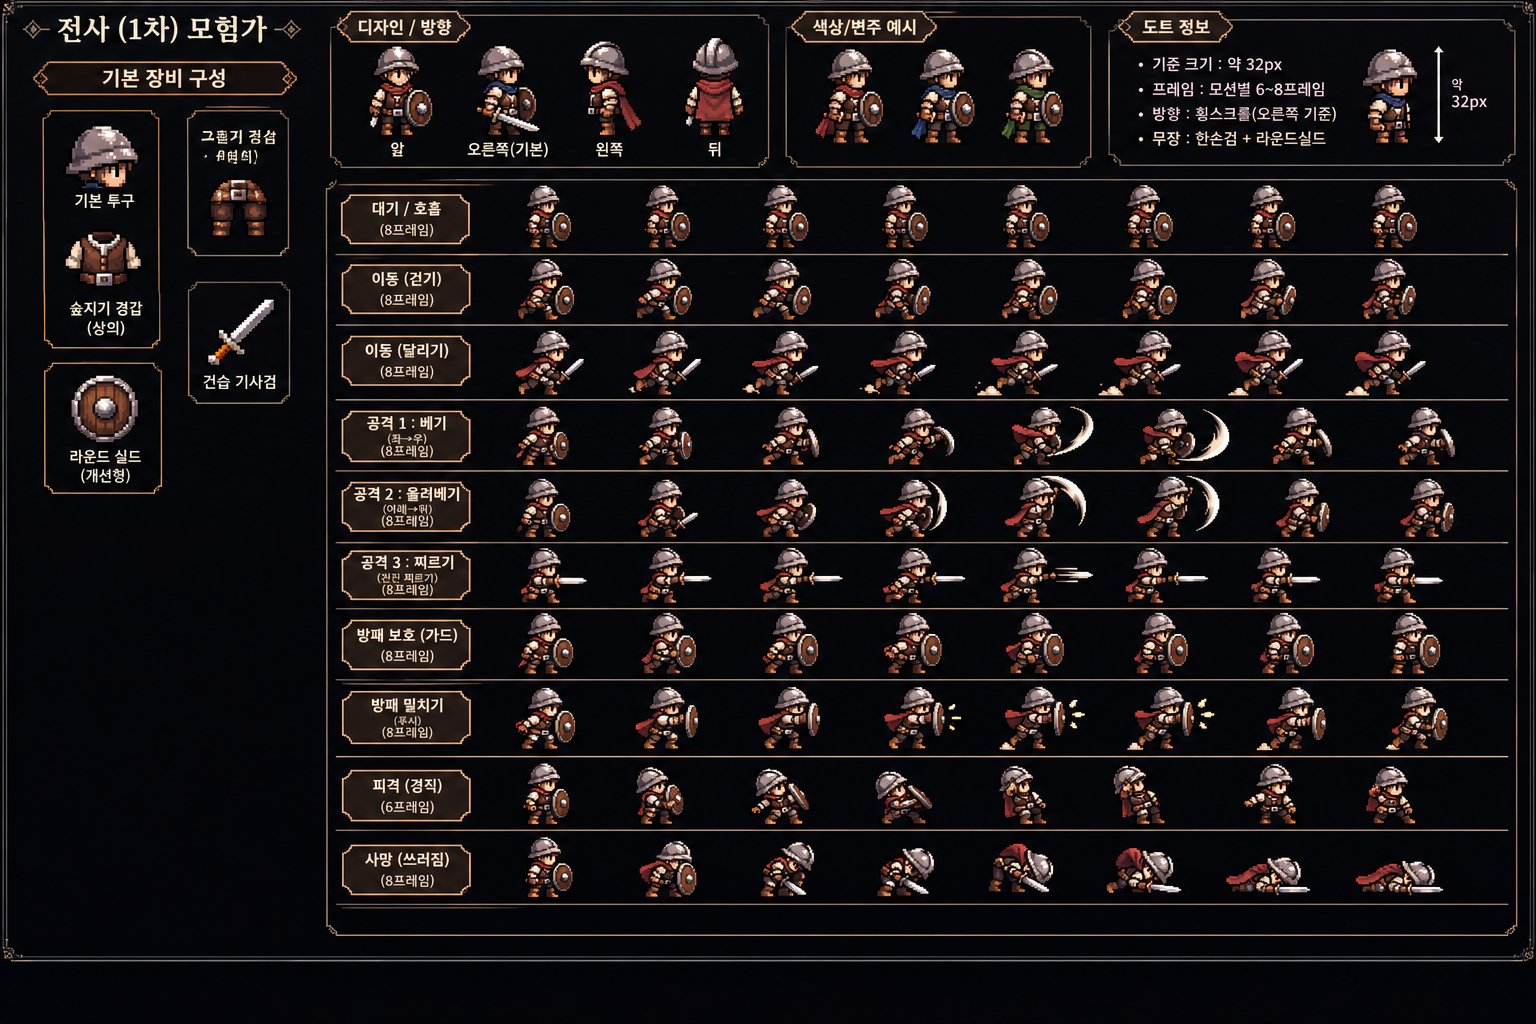 전사 (1차) 모험가
기본 장비 구성
기본 투구
숲지기 경갑
(상의)
라운드 실드
(개선형)
건습 기사검
디자인 / 방향
앞
오른쪽(기본)
왼쪽
뒤
색상/변주 예시
도트 정보
• 기준 크기 : 약 32px
• 프레임 : 모션별 6~8프레임
• 방향 : 횡스크롤(오른쪽 기준)
• 무장 : 한손검 + 라운드실드
약
32px
대기 / 호흡
(8프레임)
이동 (걷기)
(8프레임)
이동 (달리기)
(8프레임)
공격 1 : 베기
(좌→우)
(8프레임)
공격 2 : 올려베기
(8프레임)
공격 3 : 찌르기
(8프레임)
방패 보호 (가드)
(8프레임)
방패 밀치기
(푸시)
(8프레임)
피격 (경직)
(6프레임)
사망 (쓰러짐)
(8프레임)